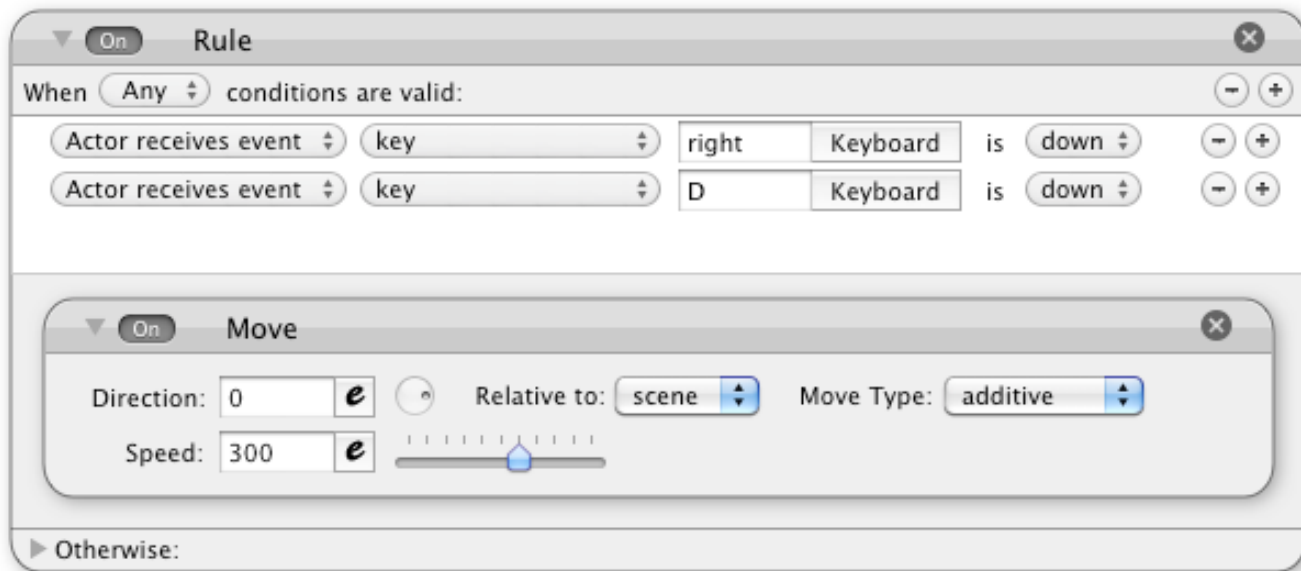 On Rule
When Any conditions are valid:
Actor receives event key right Keyboard is down
Actor receives event key D Keyboard is down
On Move
Direction: 0 e Relative to: scene Move Type: additive
Speed: 300 e
Otherwise: